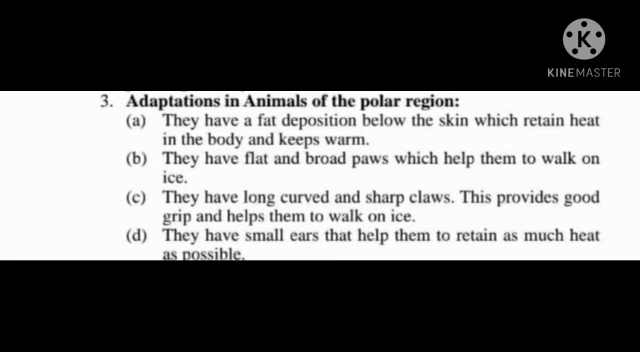 K
KINEMASTER
3. Adaptations in Animals of the polar region:
(a) They have a fat deposition below the skin which retain heat
in the body and keeps warm.
(b) They have flat and broad paws which help them to walk on
ice.
(c) They have long curved and sharp claws. This provides good
grip and helps them to walk on ice.
(d) They have small ears that help them to retain as much heat
as possible.